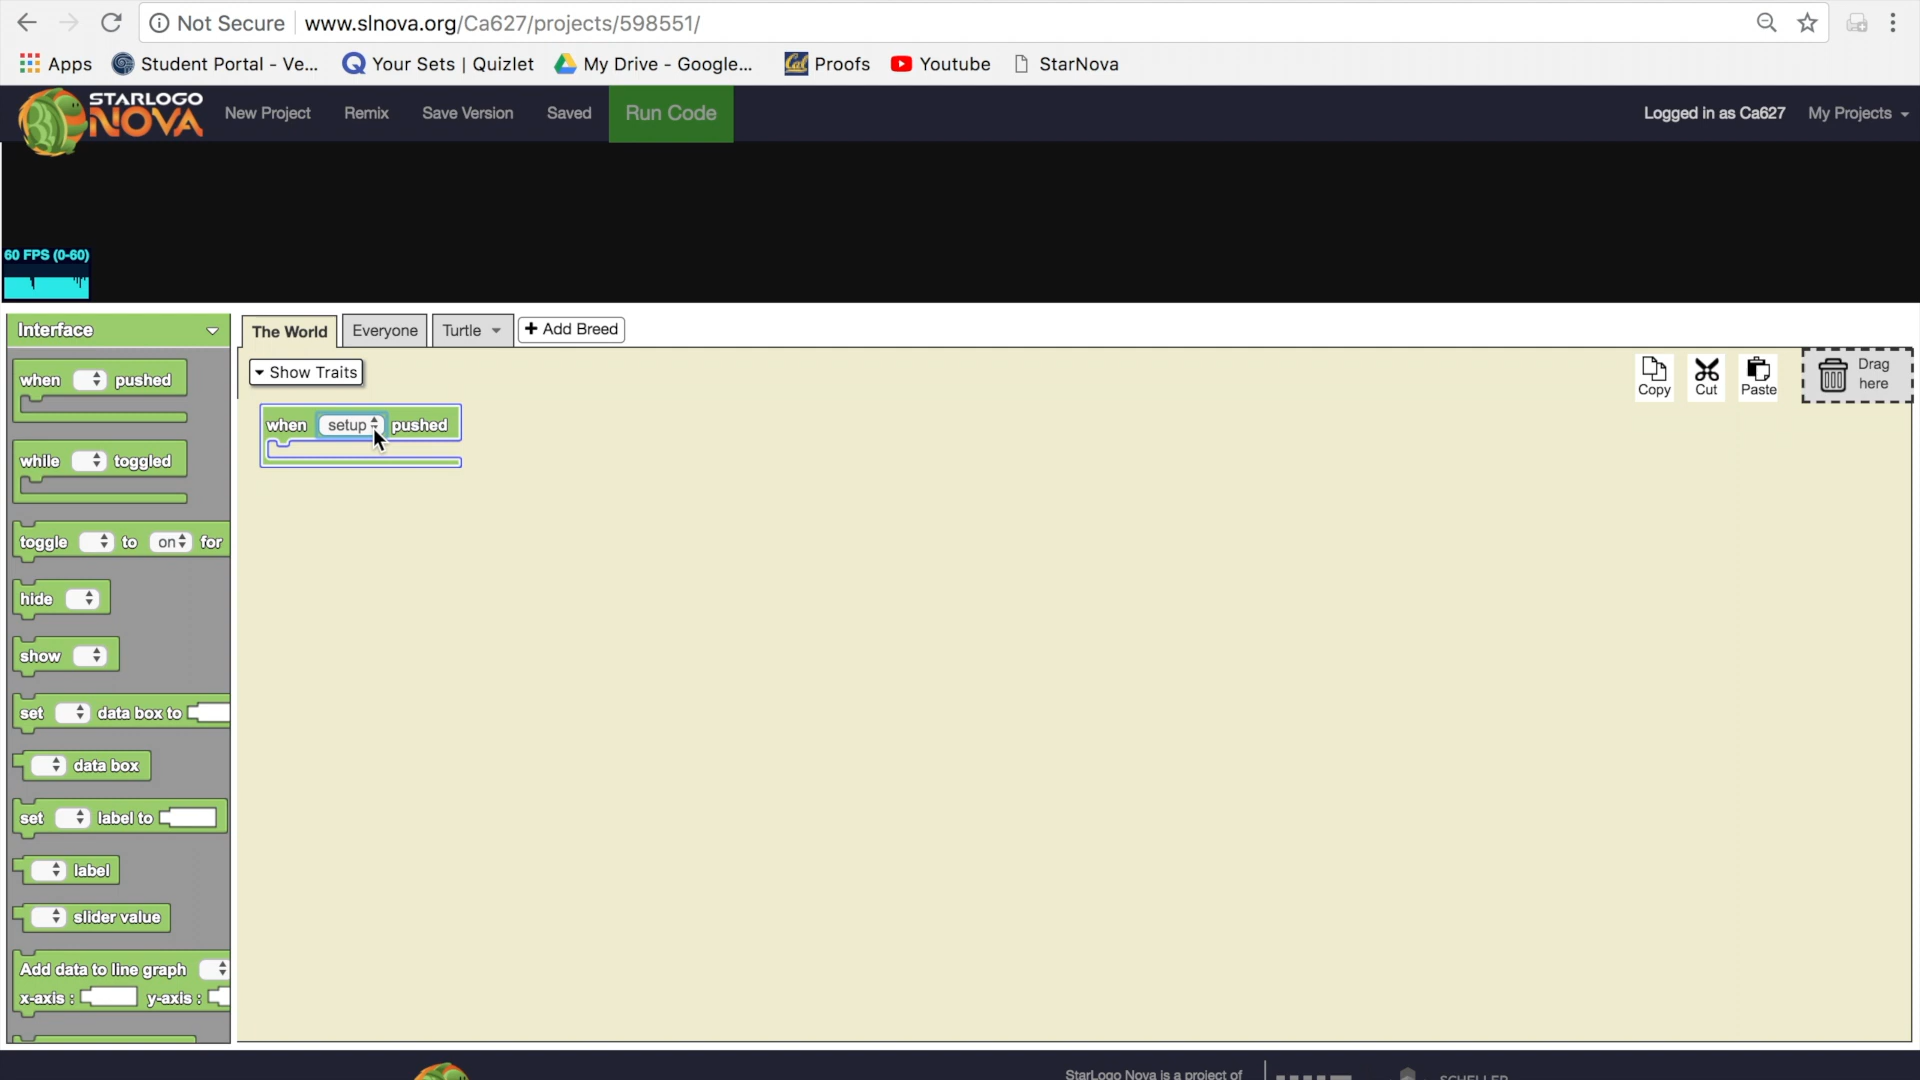 Not Secure www.slnova.org/Ca627/projects/598551/
Apps Student Portal - Ve... Your Sets | Quizlet My Drive - Google... Cal Proofs Youtube StarNova
STARLOGO NOVA New Project Remix Save Version Saved Run Code Logged in as Ca627 My Projects
60 FPS (0-60)
Interface The World Everyone Turtle + Add Breed
Show Traits
Copy Cut Paste Drag here
when pushed
when setup pushed
while toggled
toggle to on for
hide
show
set data box to
data box
set label to
label
slider value
Add data to line graph
x-axis : y-axis :
StarLogo Nova is a project of